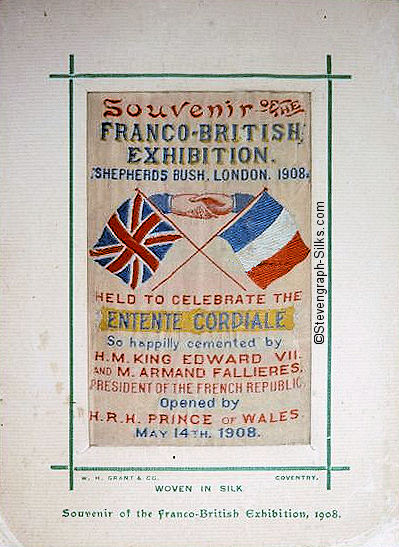 Souvenir OF THE
FRANCO-BRITISH
EXHIBITION.
SHEPHERDS BUSH. LONDON. 1908.
HELD TO CELEBRATE THE
ENTENTE CORDIALE
So happilly cemented by
H.M. KING EDWARD VII.
AND M. ARMAND FALLIERES,
PRESIDENT OF THE FRENCH REPUBLIC.
Opened by
H.R.H. PRINCE OF WALES.
MAY 14TH. 1908.
©Stevengraph-Silks.com
W. H. GRANT & CO. COVENTRY.
WOVEN IN SILK
Souvenir of the Franco-British Exhibition, 1908.